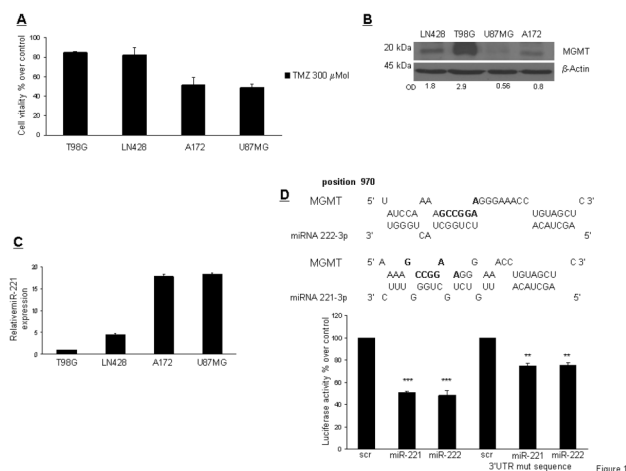 A
Cell vitality % over control
100
80
60
40
20
0
T98G LN428 A172 U87MG
TMZ 300 µMol
B
LN428 T98G U87MG A172
20 kDa
MGMT
45 kDa
β-Actin
OD 1.8 2.9 0.56 0.8
C
RelativemiR-221 expression
20
15
10
5
0
T98G LN428 A172 U87MG
D
position 970
MGMT 5' U AA AGGGAAACC C 3'
AUCCA AGCCGGA UGUAGCU
UGGGU UCGGUCU ACAUCGA
miRNA 222-3p 3' CA 5'
MGMT 5' A G A G ACC C 3'
AAA CCGG AGG AA UGUAGCU
UUU GGUC UCU UU ACAUCGA
miRNA 221-3p 3' C G G G 5'
Luciferase activity % over control
120
100
80
60
40
20
0
*** *** ** **
scr miR-221 miR-222 scr miR-221 miR-222
3'UTR mut sequence
Figure 1